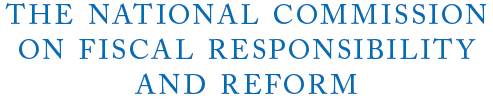 THE NATIONAL COMMISSION
ON FISCAL RESPONSIBILITY
AND REFORM